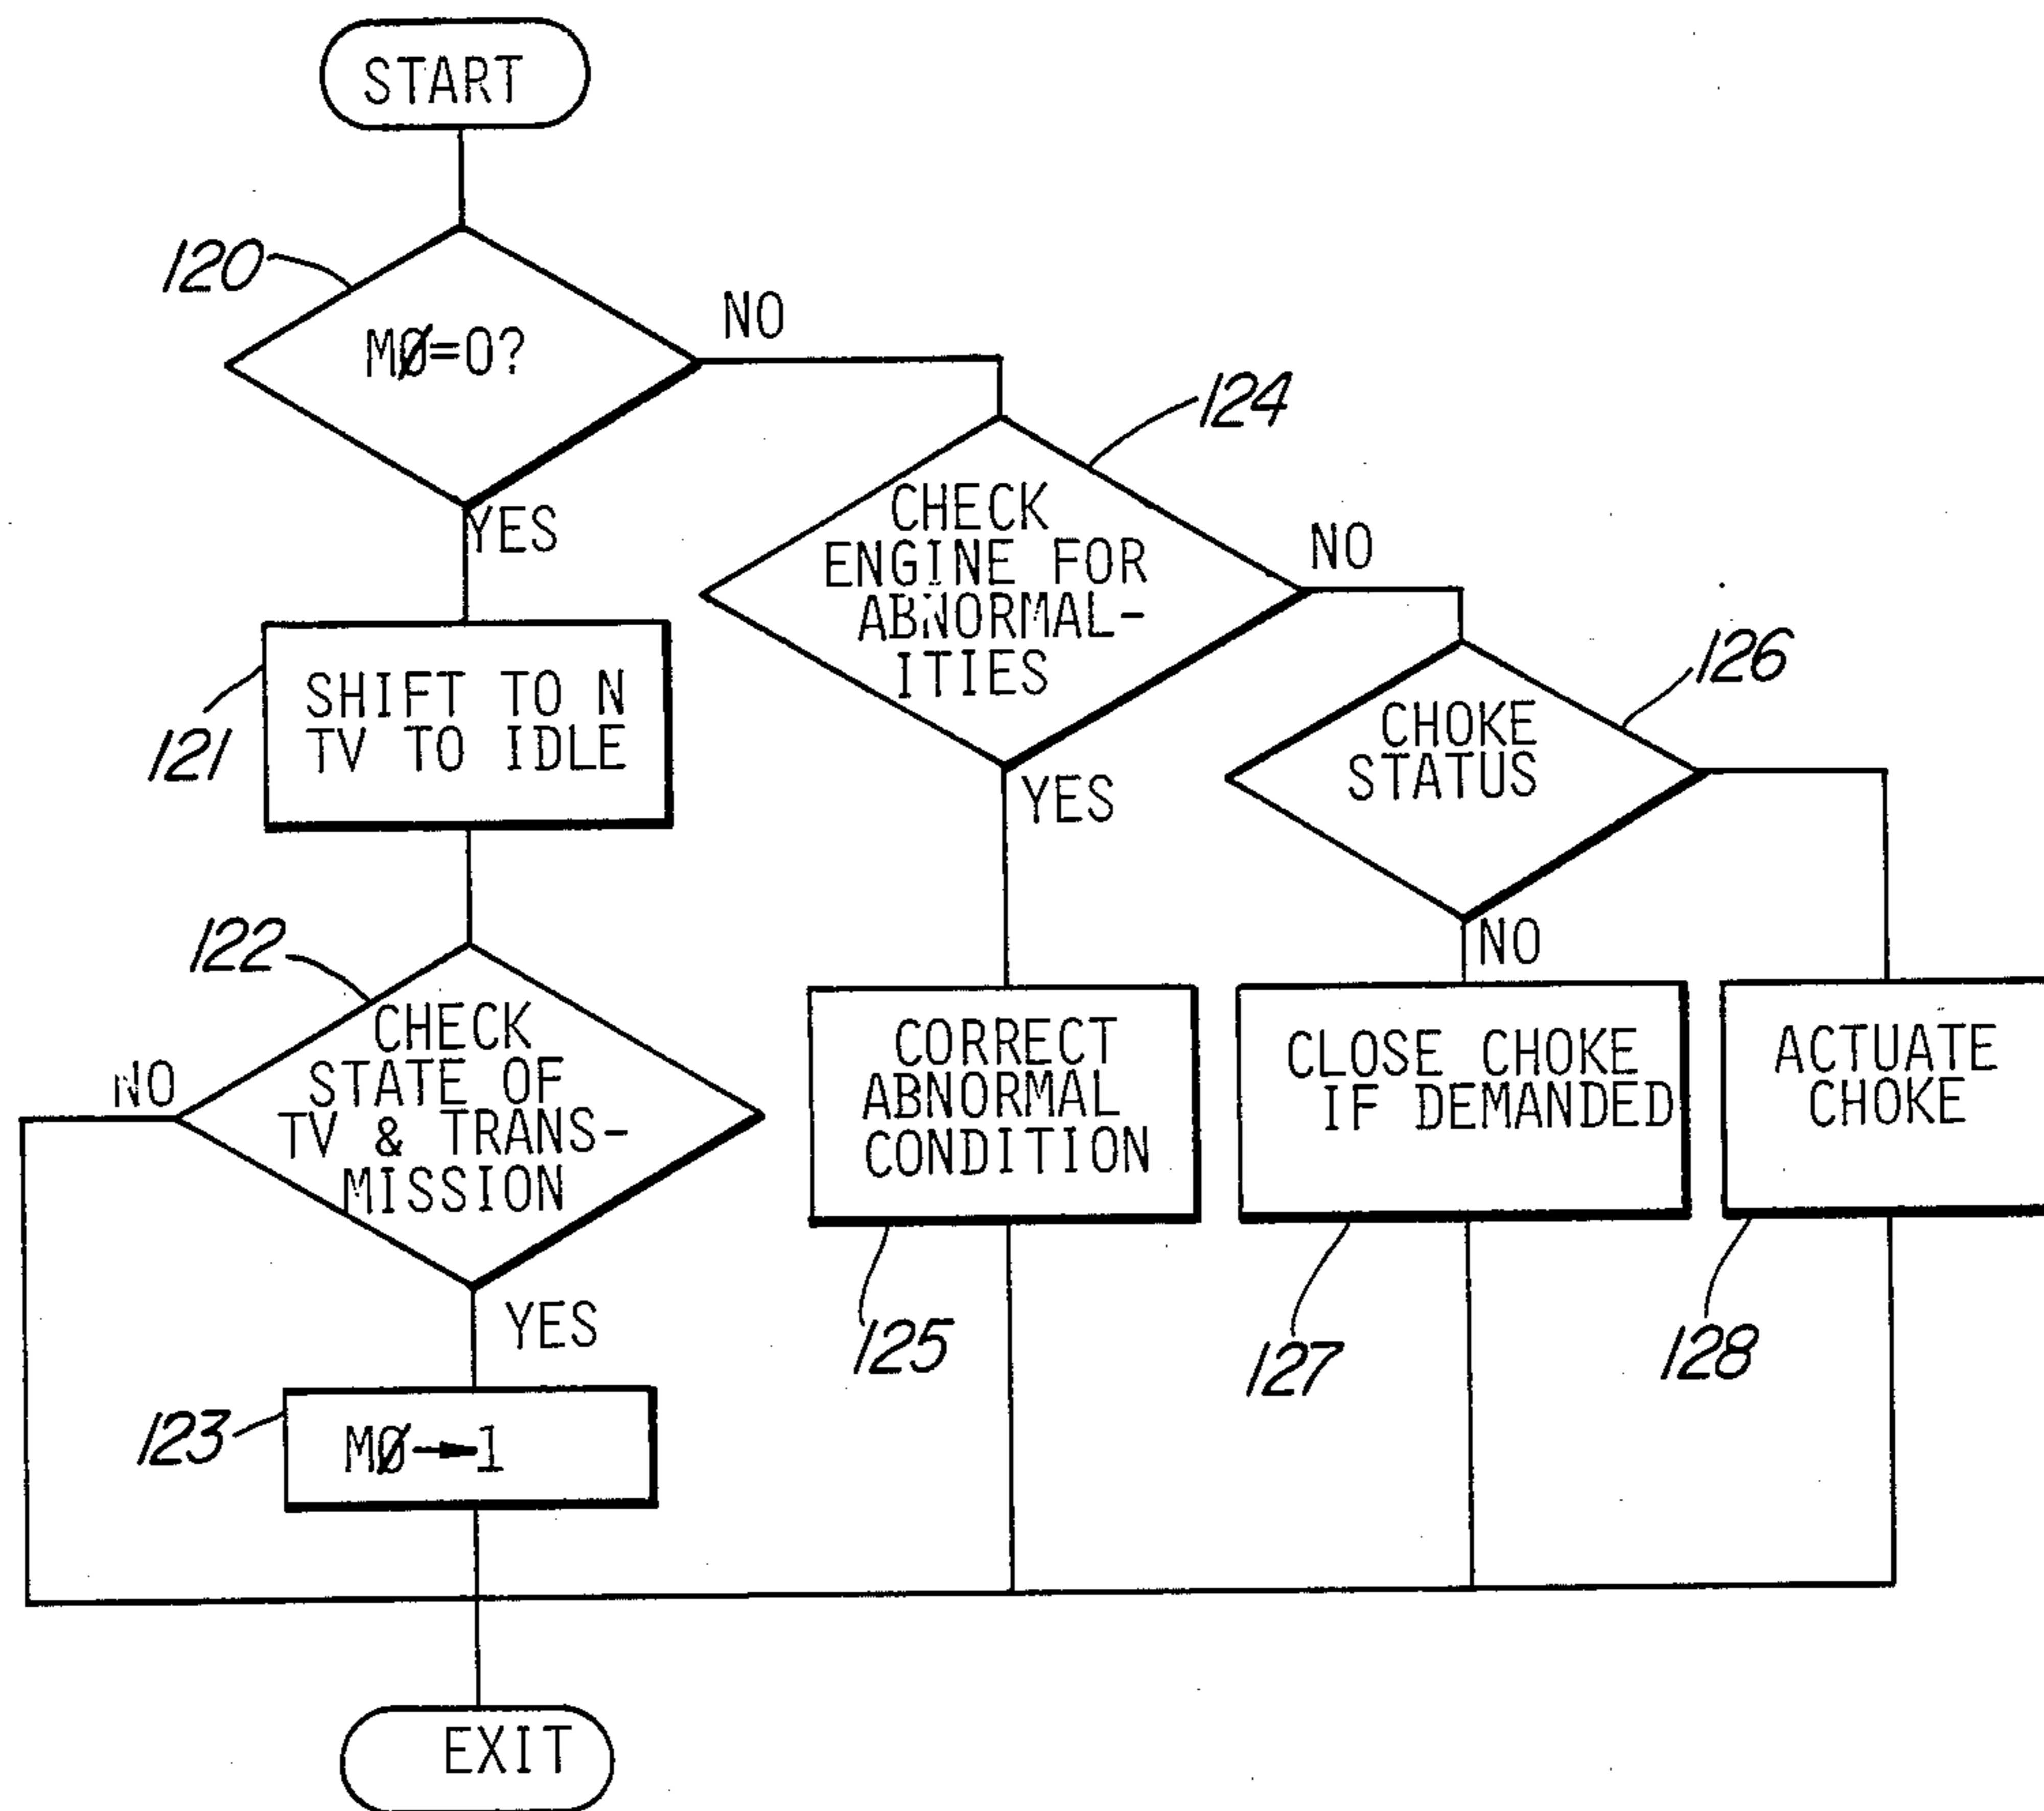 START
120
MØ=0?
NO
YES
124
CHECK
ENGINE FOR
ABNORMAL-
ITIES
NO
YES
121
SHIFT TO N
TV TO IDLE
126
CHOKE
STATUS
NO
122
CHECK
STATE OF
TV & TRANS-
MISSION
NO
YES
CORRECT
ABNORMAL
CONDITION
125
CLOSE CHOKE
IF DEMANDED
127
ACTUATE
CHOKE
128
123
MØ→1
EXIT